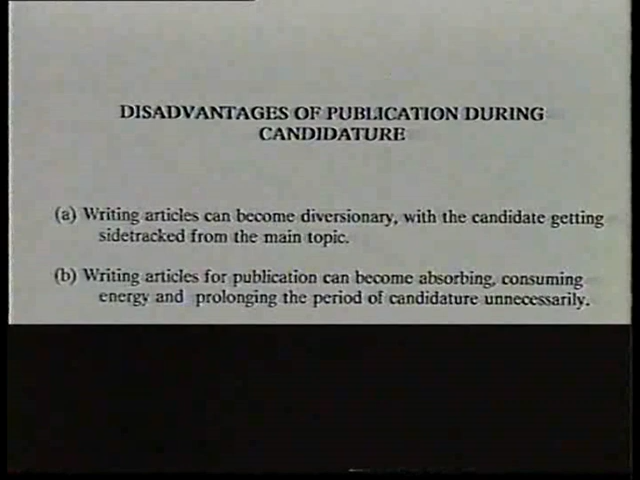 DISADVANTAGES OF PUBLICATION DURING
CANDIDATURE
(a) Writing articles can become diversionary, with the candidate getting
sidetracked from the main topic.
(b) Writing articles for publication can become absorbing, consuming
energy and prolonging the period of candidature unnecessarily.